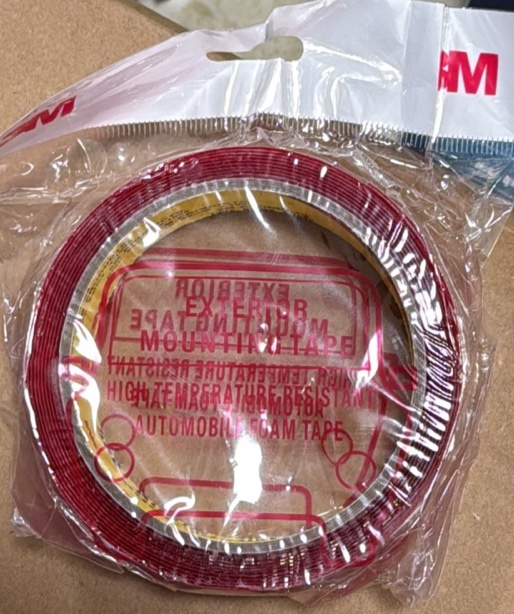 3M
3M
EXTERIOR
MOUNTING TAPE
HIGH TEMPERATURE RESISTANT
AUTOMOBILE FOAM TAPE